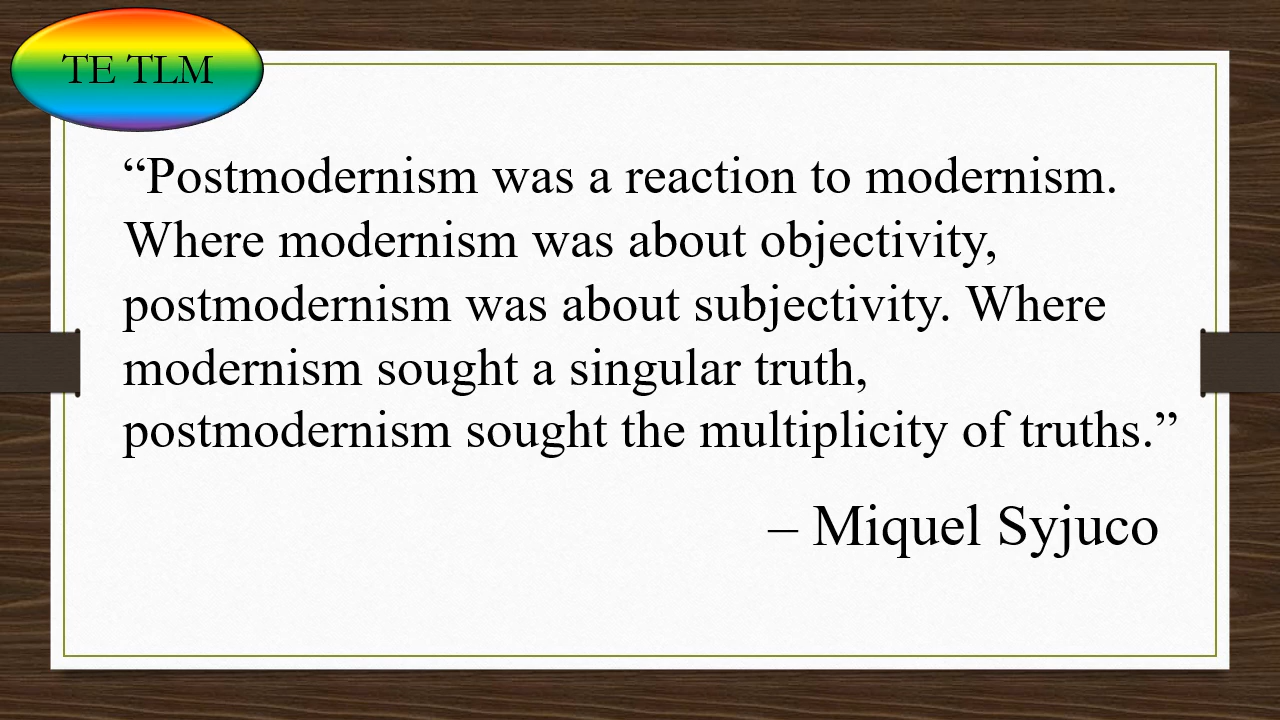 TE TLM
“Postmodernism was a reaction to modernism.
Where modernism was about objectivity,
postmodernism was about subjectivity. Where
modernism sought a singular truth,
postmodernism sought the multiplicity of truths.”
– Miquel Syjuco